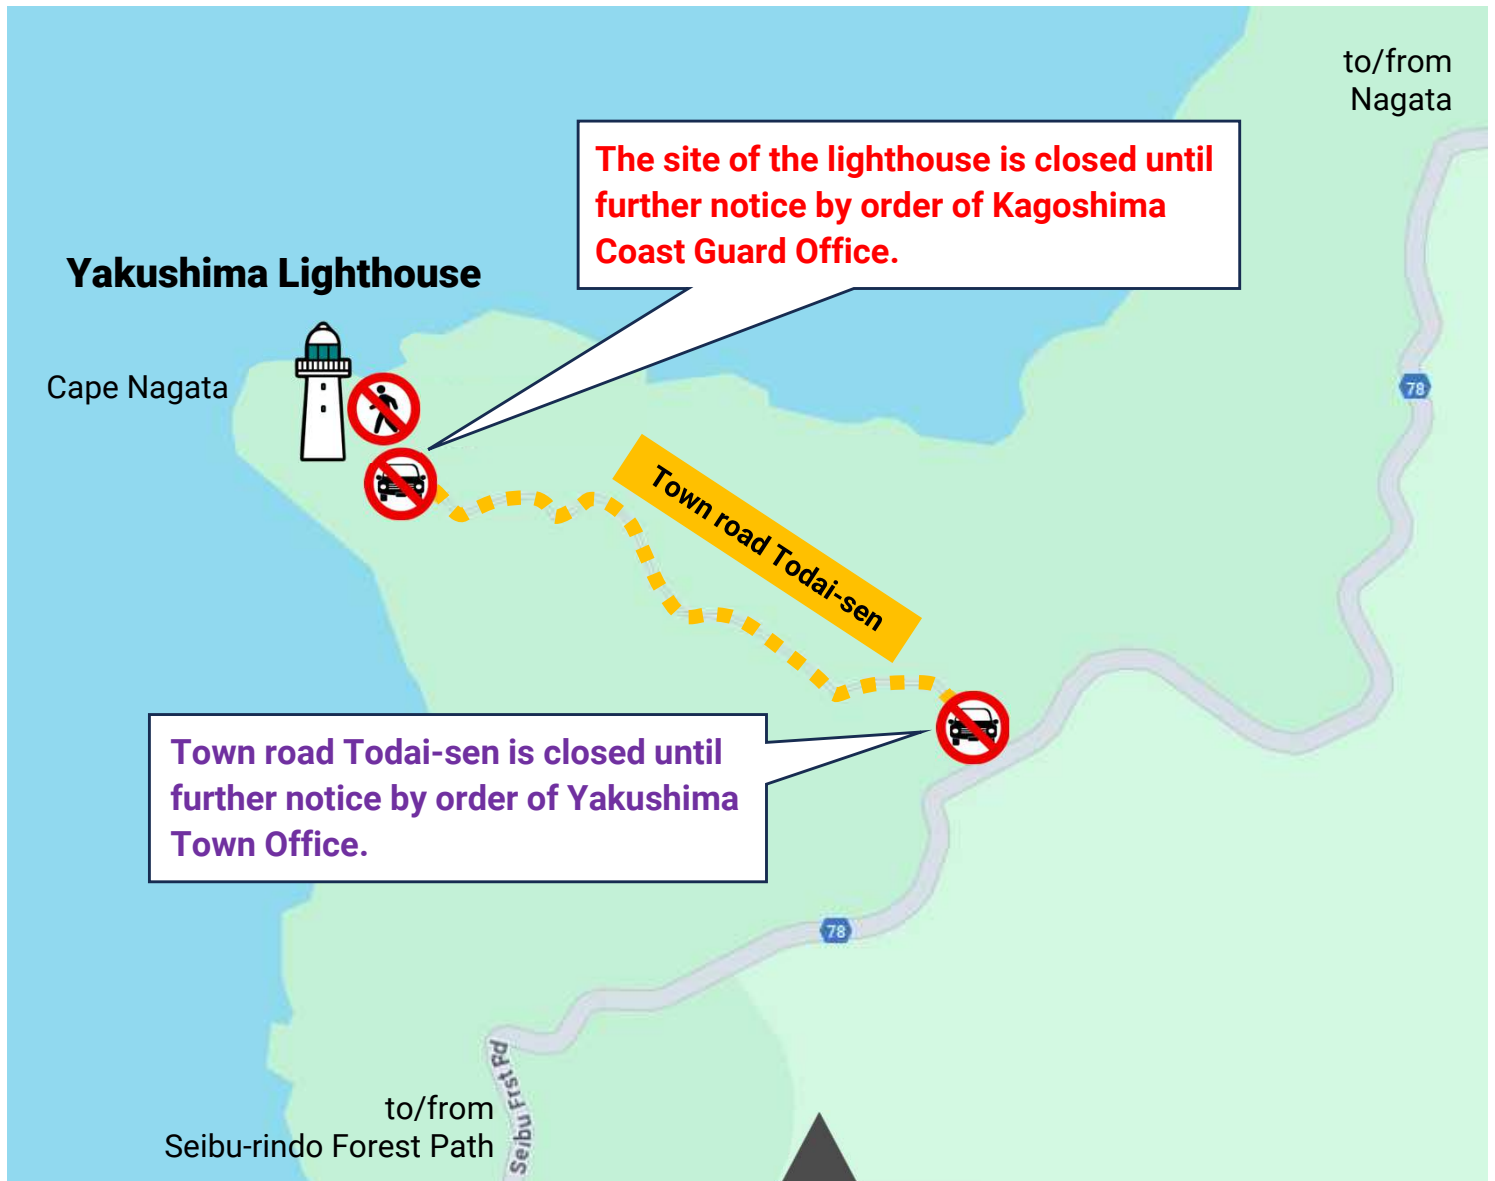 to/from
Nagata
The site of the lighthouse is closed until
further notice by order of Kagoshima
Coast Guard Office.
Yakushima Lighthouse
Cape Nagata
78
Town road Todai-sen
Town road Todai-sen is closed until
further notice by order of Yakushima
Town Office.
78
Seibu Frst Rd
to/from
Seibu-rindo Forest Path